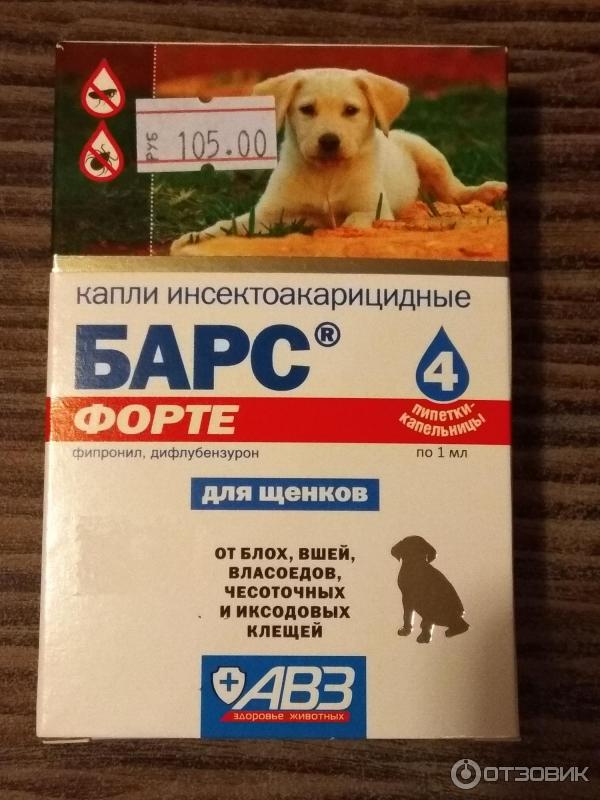 РУБ 105.00
капли инсектоакарицидные
БАРС®
ФОРТЕ
4
пипетки-
капельницы
фипронил, дифлубензурон
по 1 мл
для щенков
ОТ БЛОХ, ВШЕЙ,
ВЛАСОЕДОВ,
ЧЕСОТОЧНЫХ
И ИКСОДОВЫХ
КЛЕЩЕЙ
АВЗ
здоровье животных
ОТЗОВИК